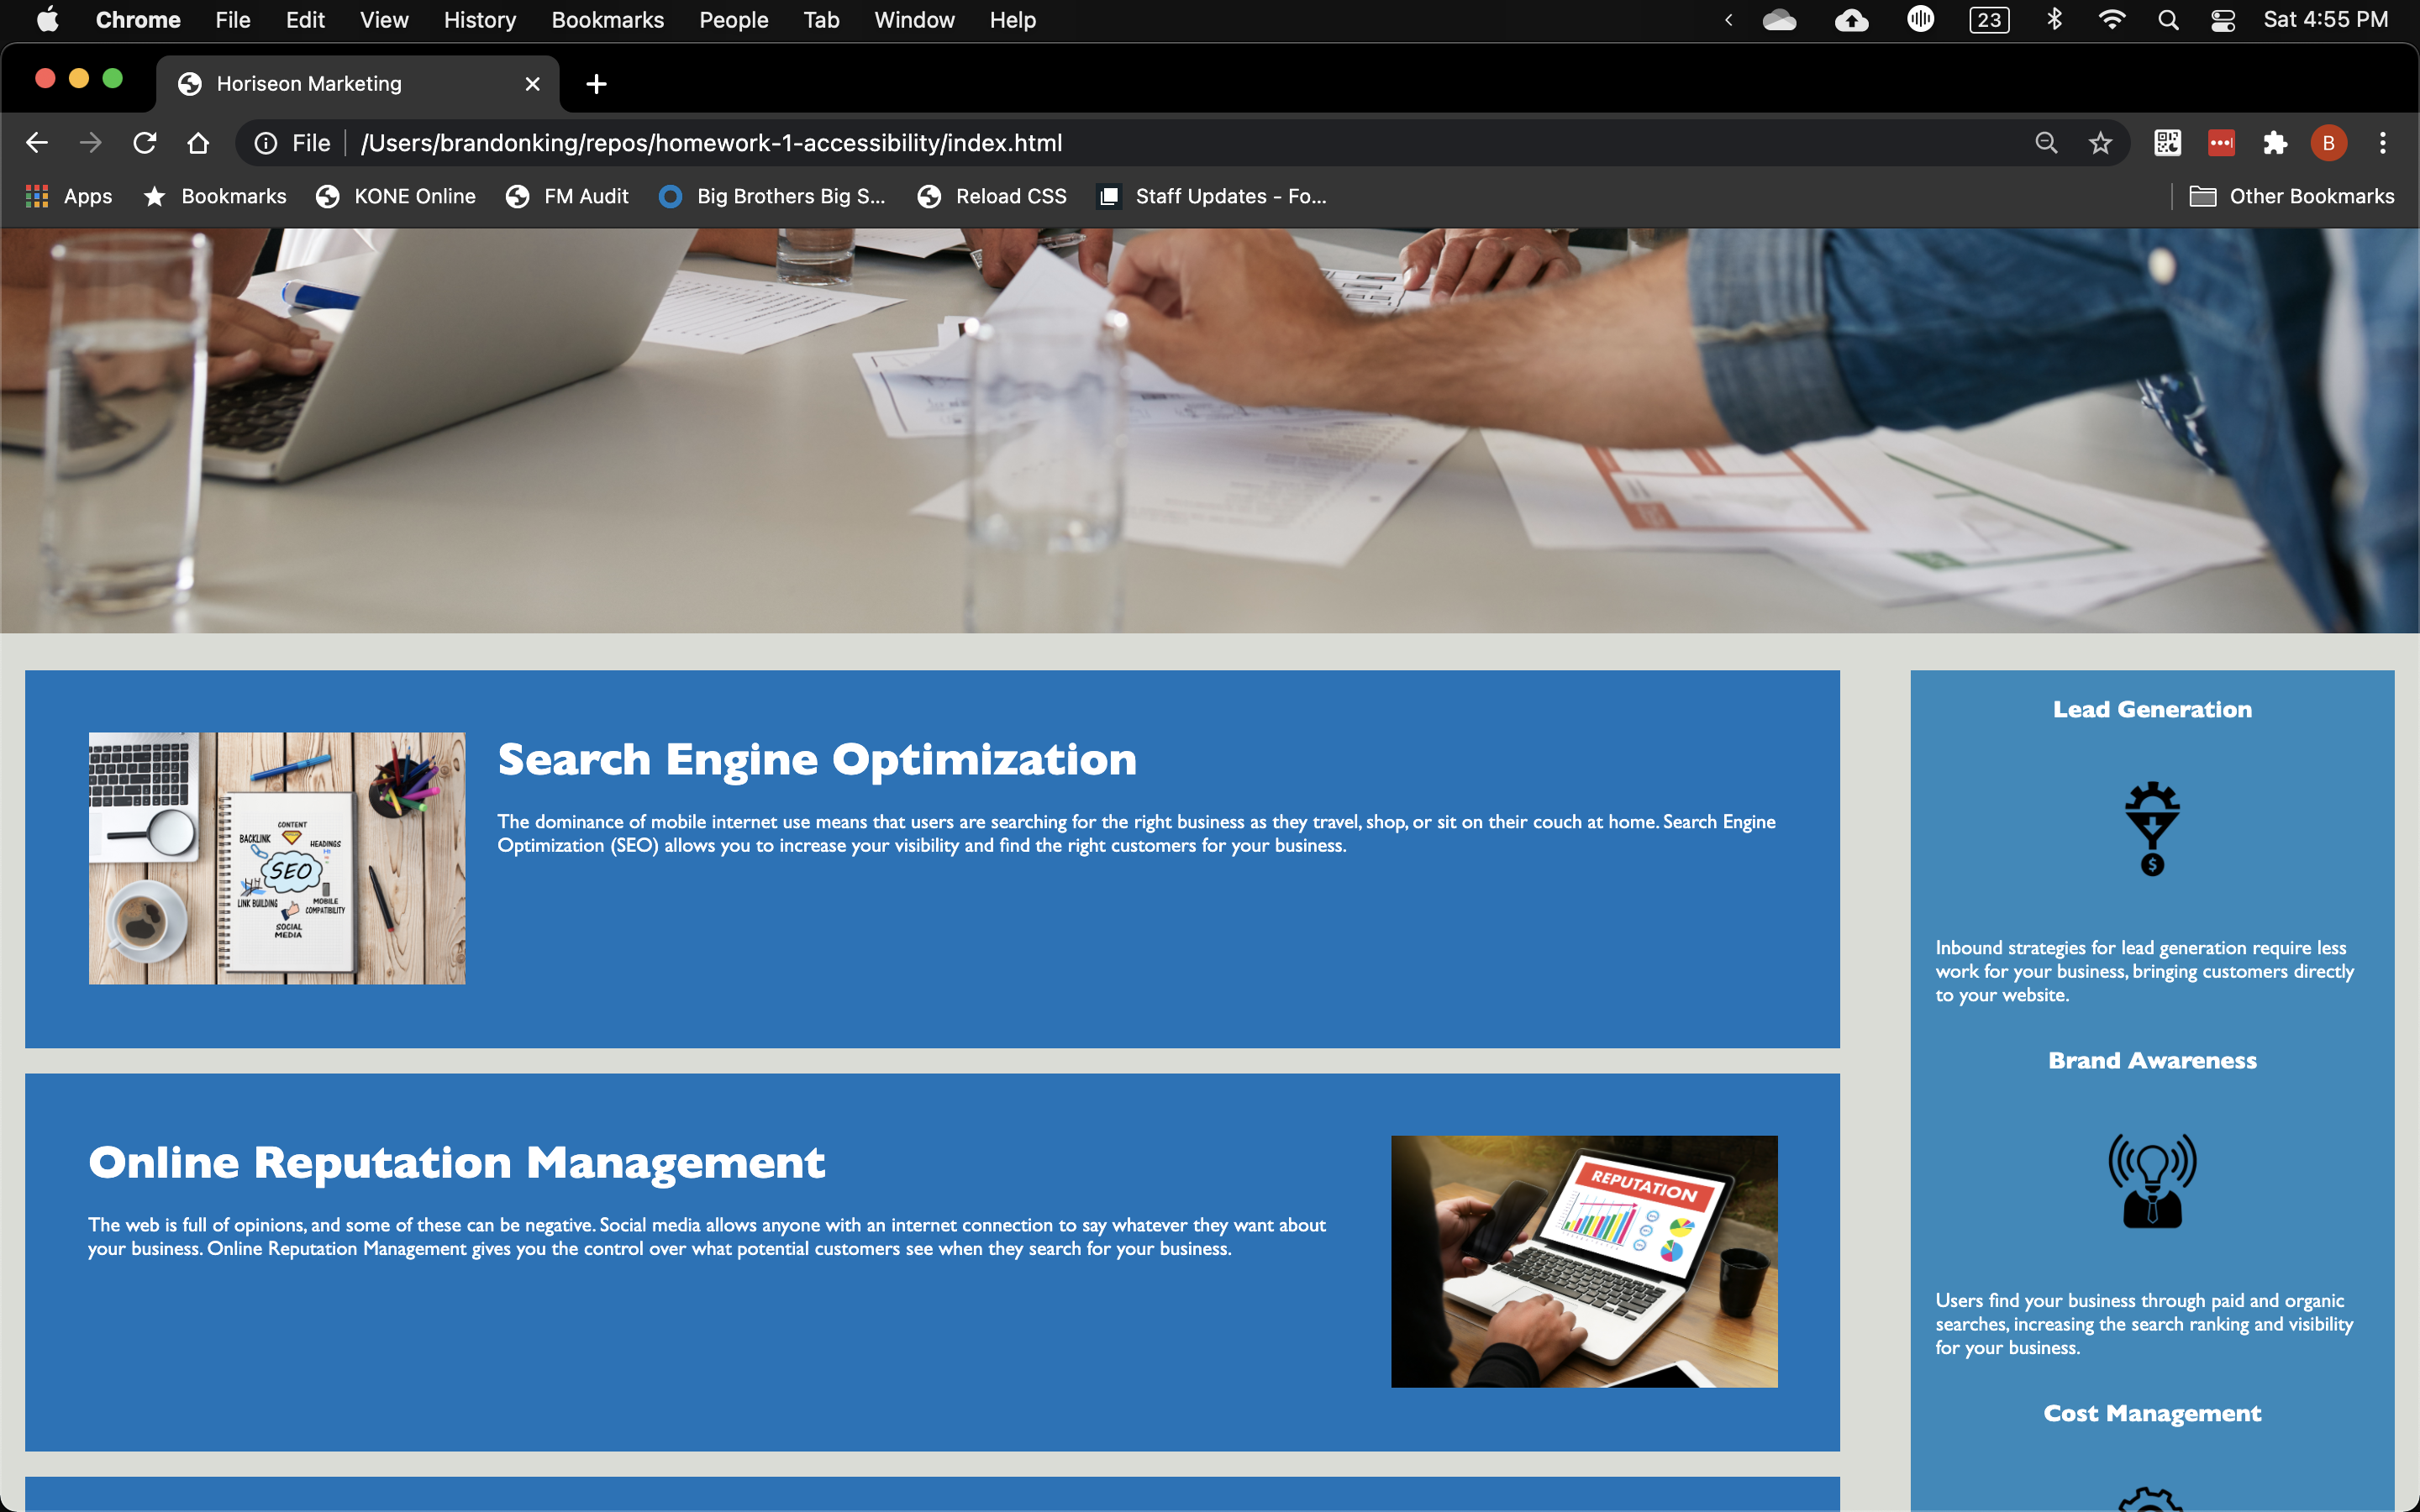 Chrome File Edit View History Bookmarks People Tab Window Help 23 Sat 4:55 PM
Horiseon Marketing
File /Users/brandonking/repos/homework-1-accessibility/index.html B
Apps Bookmarks KONE Online FM Audit Big Brothers Big S... Reload CSS Staff Updates - Fo... Other Bookmarks
Search Engine Optimization
The dominance of mobile internet use means that users are searching for the right business as they travel, shop, or sit on their couch at home. Search Engine
Optimization (SEO) allows you to increase your visibility and find the right customers for your business.
CONTENT
BACKLINK
HEADINGS
SEO
LINK BUILDING
MOBILE
COMPATIBILITY
SOCIAL
MEDIA
Online Reputation Management
The web is full of opinions, and some of these can be negative. Social media allows anyone with an internet connection to say whatever they want about
your business. Online Reputation Management gives you the control over what potential customers see when they search for your business.
REPUTATION
Lead Generation
$
Inbound strategies for lead generation require less
work for your business, bringing customers directly
to your website.
Brand Awareness
Users find your business through paid and organic
searches, increasing the search ranking and visibility
for your business.
Cost Management